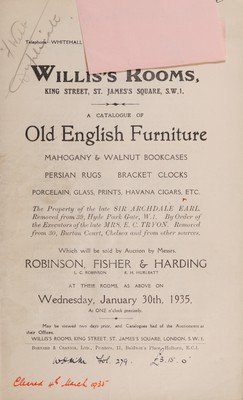 Telephone—WHITEHALL
WILLIS'S ROOMS,
KING STREET, ST. JAMES'S SQUARE, S.W.1.
A CATALOGUE OF
Old English Furniture
MAHOGANY & WALNUT BOOKCASES
PERSIAN RUGS BRACKET CLOCKS
PORCELAIN, GLASS, PRINTS, HAVANA CIGARS, ETC.
The Property of the late SIR ARCHDALE EARL.
Removed from 29, Hyde Park Gate, W.1. By Order of
the Executors of the late MRS. E. C. TRYON. Removed
from 30, Burton Court, Chelsea and from other sources.
Which will be sold by Auction by Messrs.
ROBINSON, FISHER & HARDING
L. C. ROBINSON R. H. HURLBATT
AT THEIR ROOMS AS ABOVE ON
Wednesday, January 30th, 1935,
At ONE o'clock precisely.
May be viewed two days prior, and Catalogues had of the Auctioneers at
their Offices,
WILLIS'S ROOMS, KING STREET, ST. JAMES'S SQUARE, LONDON, S.W.1.
fol. 279 £3.15.0
Cleared 4th March 1935